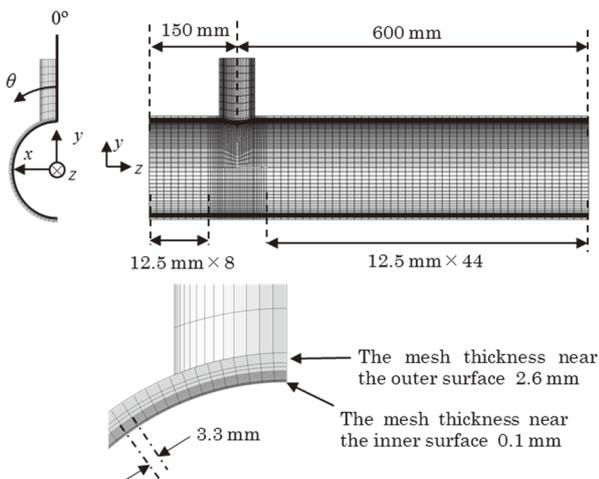 0º
150 mm
600 mm
θ
y
x
z
y
z
12.5 mm × 8
12.5 mm × 44
The mesh thickness near
the outer surface 2.6 mm
The mesh thickness near
the inner surface 0.1 mm
3.3 mm